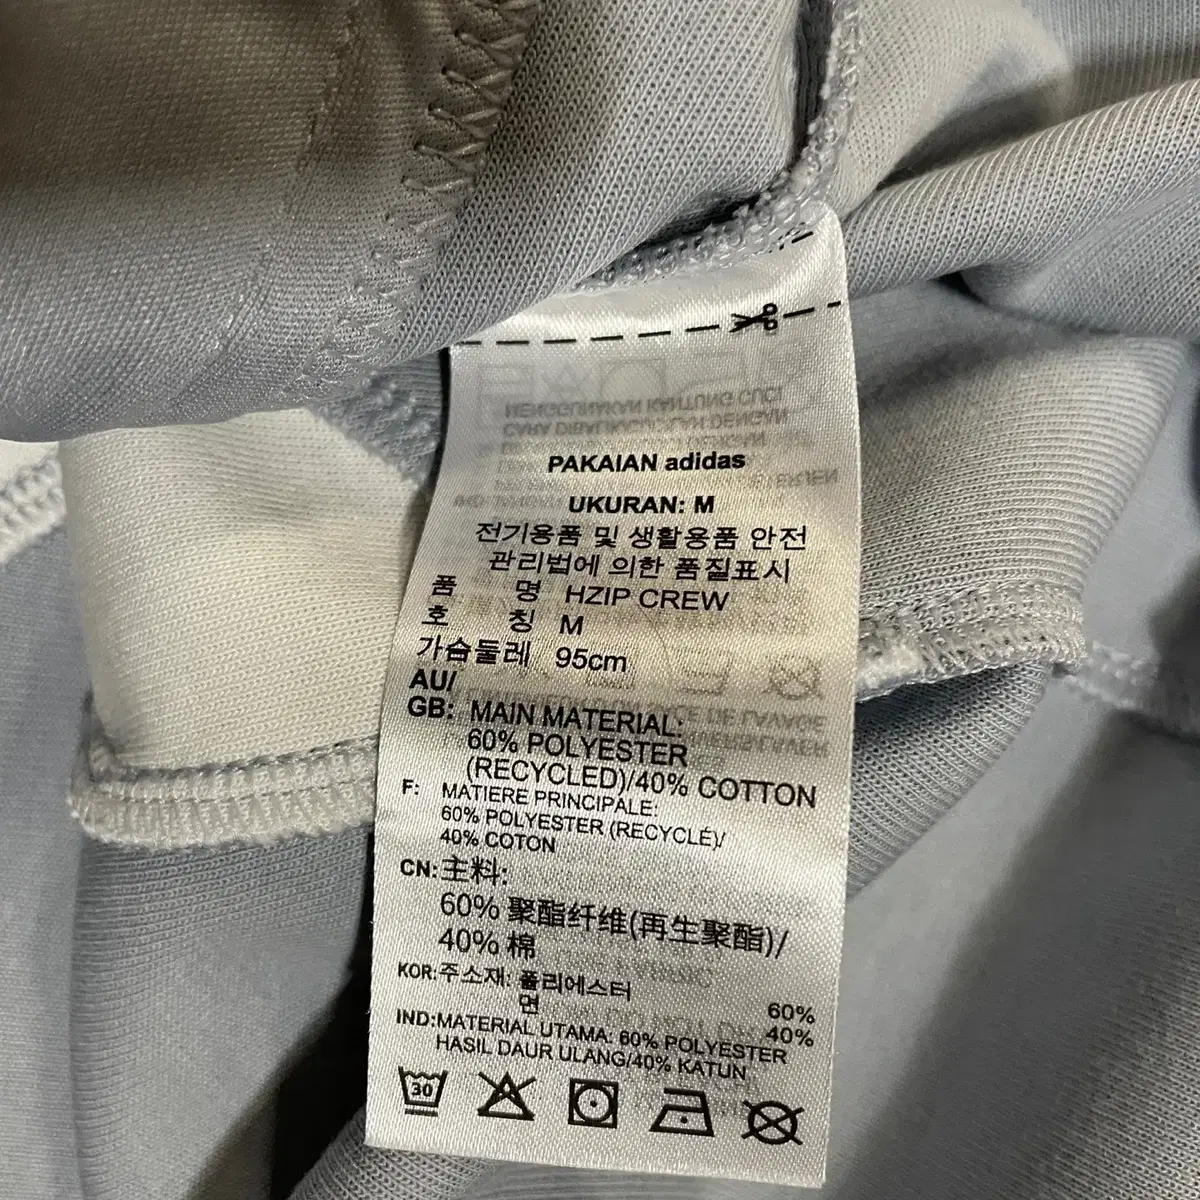 PAKAIAN adidas
UKURAN: M
전기용품 및 생활용품 안전
관리법에 의한 품질표시
품 명 HZIP CREW
호 칭 M
가슴둘레 95cm
AU/
GB: MAIN MATERIAL:
60% POLYESTER
(RECYCLED)/40% COTTON
F: MATIERE PRINCIPALE:
60% POLYESTER (RECYCLÉ)/
40% COTON
CN:主料:
60% 聚酯纤维(再生聚酯)/
40% 棉
KOR:주소재: 폴리에스터 60%
면 40%
IND:MATERIAL UTAMA: 60% POLYESTER
HASIL DAUR ULANG/40% KATUN
30